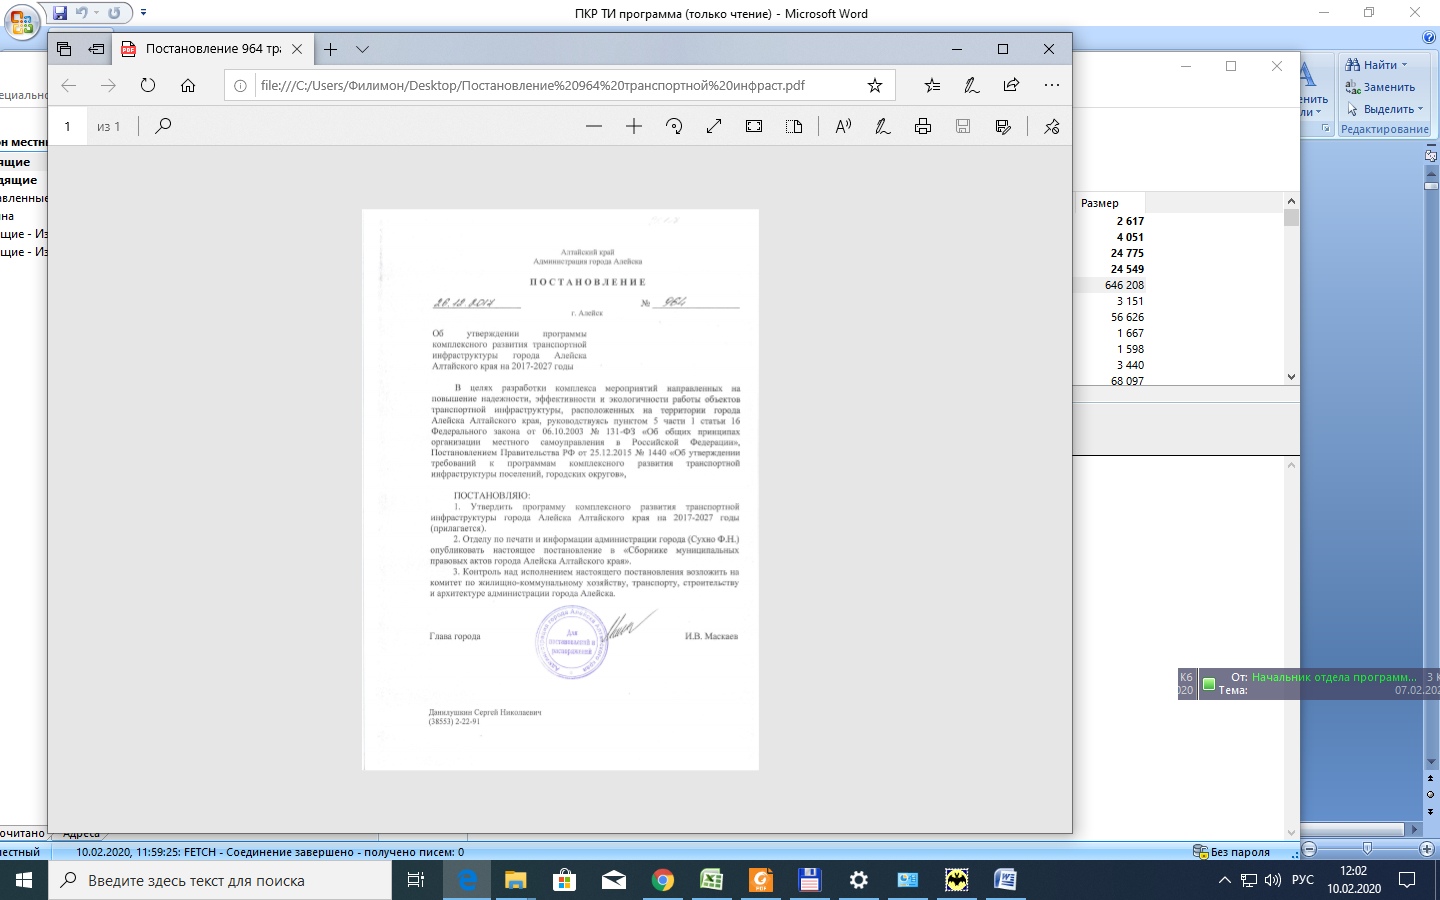 ПКР ТИ программа (только чтение) - Microsoft Word
Постановление 964 тра
file:///C:/Users/Филимон/Desktop/Постановление%20964%20транспортной%20инфраст.pdf
1 из 1
Найти
Заменить
Выделить
Редактирование
Размер
2 617
4 051
24 775
24 549
646 208
3 151
56 626
1 667
1 598
3 440
68 097
Алтайский край
Администрация города Алейска
ПОСТАНОВЛЕНИЕ
№ 964
г. Алейск
Об утверждении программы
комплексного развития транспортной
инфраструктуры города Алейска
Алтайского края на 2017-2027 годы
В целях разработки комплекса мероприятий направленных на
повышение надежности, эффективности и экологичности работы объектов
транспортной инфраструктуры, расположенных на территории города
Алейска Алтайского края, руководствуясь пунктом 5 части 1 статьи 16
Федерального закона от 06.10.2003 № 131-ФЗ «Об общих принципах
организации местного самоуправления в Российской Федерации»,
Постановлением Правительства РФ от 25.12.2015 № 1440 «Об утверждении
требований к программам комплексного развития транспортной
инфраструктуры поселений, городских округов»,
ПОСТАНОВЛЯЮ:
1. Утвердить программу комплексного развития транспортной
инфраструктуры города Алейска Алтайского края на 2017-2027 годы
(прилагается).
2. Отделу по печати и информации администрации города (Сухно Ф.Н.)
опубликовать настоящее постановление в «Сборнике муниципальных
правовых актов города Алейска Алтайского края».
3. Контроль над исполнением настоящего постановления возложить на
комитет по жилищно-коммунальному хозяйству, транспорту, строительству
и архитектуре администрации города Алейска.
Глава города
Для
постановлений и
распоряжений
И.В. Маскаев
Данилушкин Сергей Николаевич
(38553) 2-22-91
От: Начальник отдела программ...
Тема:
07.02.202
Адреса
10.02.2020, 11:59:25: FETCH - Соединение завершено - получено писем: 0
Без пароля
Введите здесь текст для поиска
РУС
12:02
10.02.2020